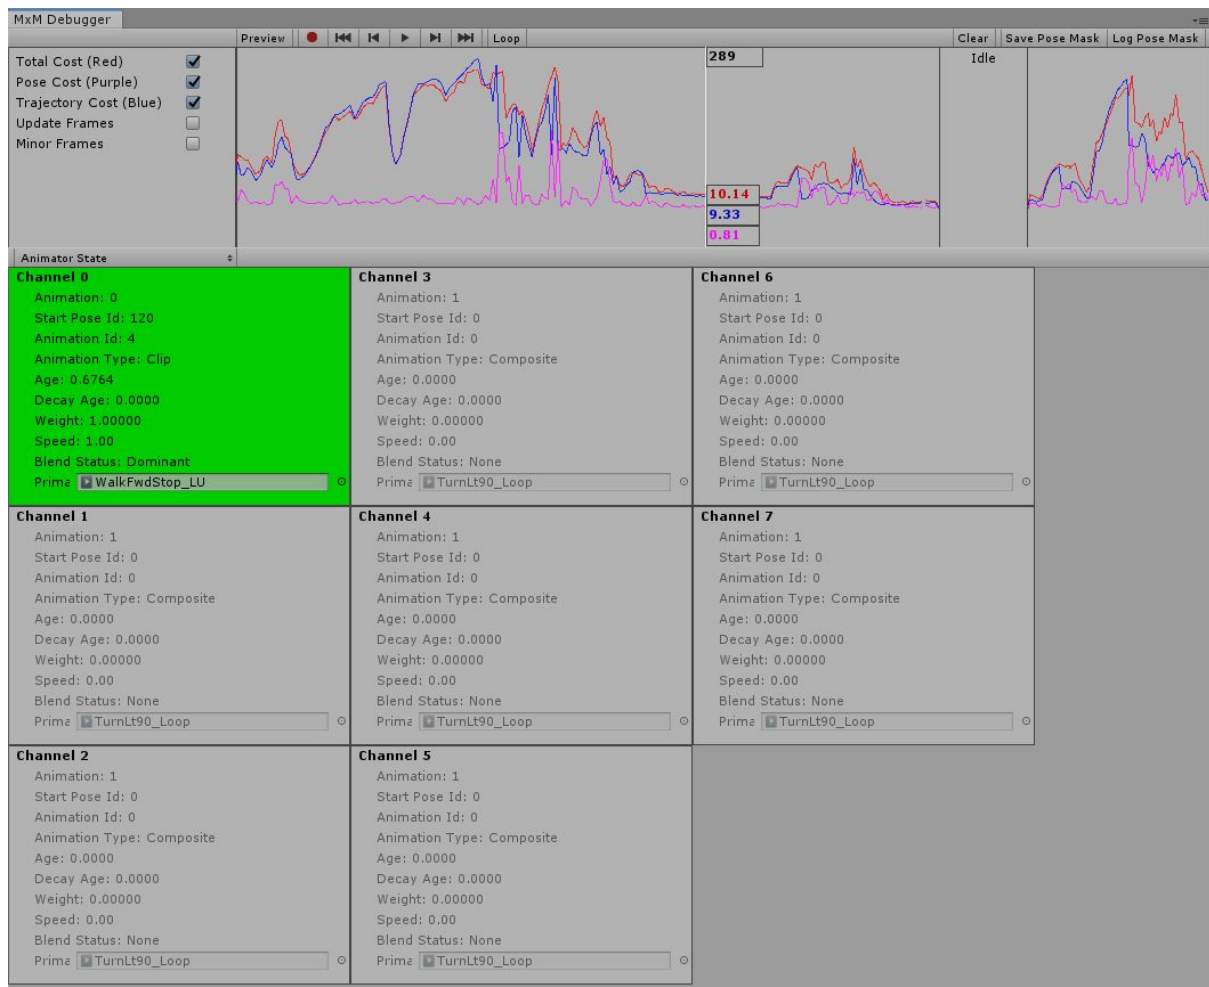 MxM Debugger
Preview Loop Clear Save Pose Mask Log Pose Mask
Total Cost (Red)
Pose Cost (Purple)
Trajectory Cost (Blue)
Update Frames
Minor Frames
289
10.14
9.33
0.81
Idle
Animator State
Channel 0
Animation: 0
Start Pose Id: 120
Animation Id: 4
Animation Type: Clip
Age: 0.6764
Decay Age: 0.0000
Weight: 1.00000
Speed: 1.00
Blend Status: Dominant
Prima WalkFwdStop_LU
Channel 3
Animation: 1
Start Pose Id: 0
Animation Id: 0
Animation Type: Composite
Age: 0.0000
Decay Age: 0.0000
Weight: 0.00000
Speed: 0.00
Blend Status: None
Prima TurnLt90_Loop
Channel 6
Animation: 1
Start Pose Id: 0
Animation Id: 0
Animation Type: Composite
Age: 0.0000
Decay Age: 0.0000
Weight: 0.00000
Speed: 0.00
Blend Status: None
Prima TurnLt90_Loop
Channel 1
Animation: 1
Start Pose Id: 0
Animation Id: 0
Animation Type: Composite
Age: 0.0000
Decay Age: 0.0000
Weight: 0.00000
Speed: 0.00
Blend Status: None
Prima TurnLt90_Loop
Channel 4
Animation: 1
Start Pose Id: 0
Animation Id: 0
Animation Type: Composite
Age: 0.0000
Decay Age: 0.0000
Weight: 0.00000
Speed: 0.00
Blend Status: None
Prima TurnLt90_Loop
Channel 7
Animation: 1
Start Pose Id: 0
Animation Id: 0
Animation Type: Composite
Age: 0.0000
Decay Age: 0.0000
Weight: 0.00000
Speed: 0.00
Blend Status: None
Prima TurnLt90_Loop
Channel 2
Animation: 1
Start Pose Id: 0
Animation Id: 0
Animation Type: Composite
Age: 0.0000
Decay Age: 0.0000
Weight: 0.00000
Speed: 0.00
Blend Status: None
Prima TurnLt90_Loop
Channel 5
Animation: 1
Start Pose Id: 0
Animation Id: 0
Animation Type: Composite
Age: 0.0000
Decay Age: 0.0000
Weight: 0.00000
Speed: 0.00
Blend Status: None
Prima TurnLt90_Loop